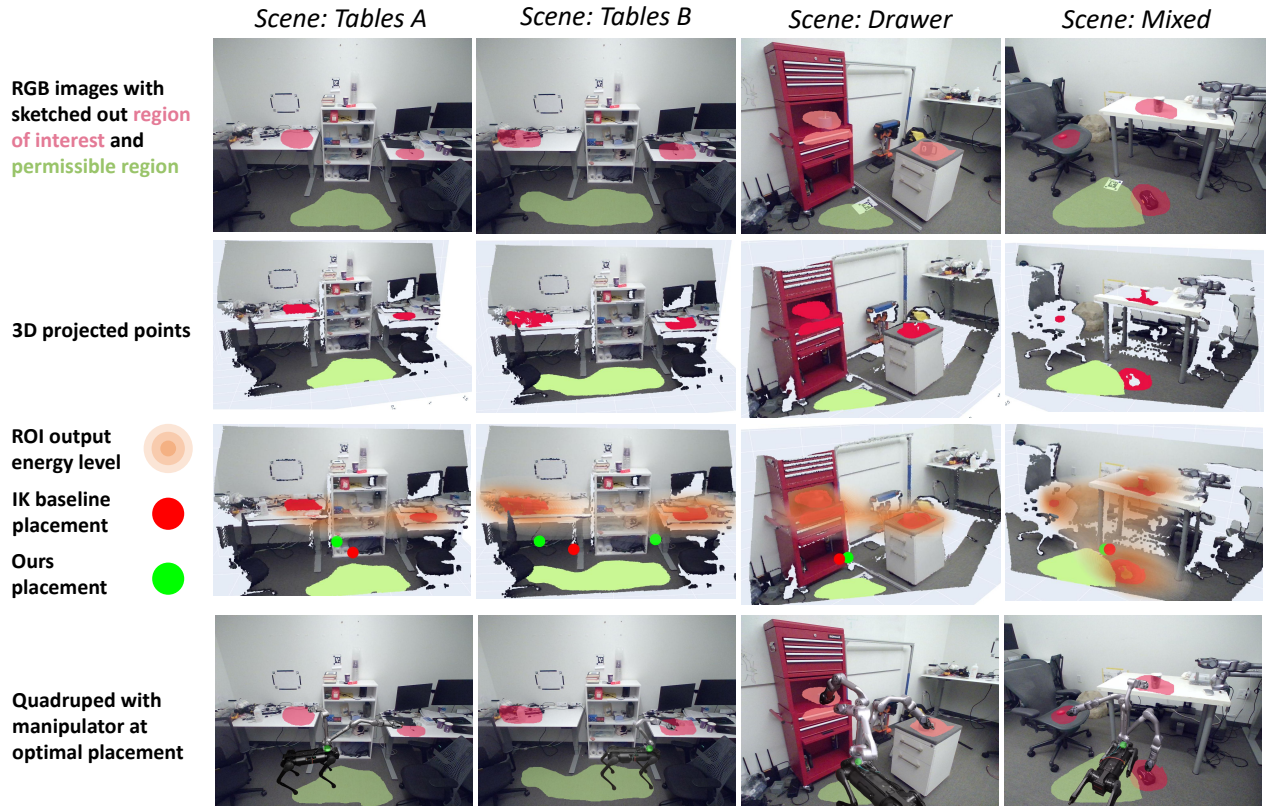 Scene: Tables A
Scene: Tables B
Scene: Drawer
Scene: Mixed
RGB images with
sketched out region
of interest and
permissible region
3D projected points
ROI output
energy level
IK baseline
placement
Ours
placement
Quadruped with
manipulator at
optimal placement